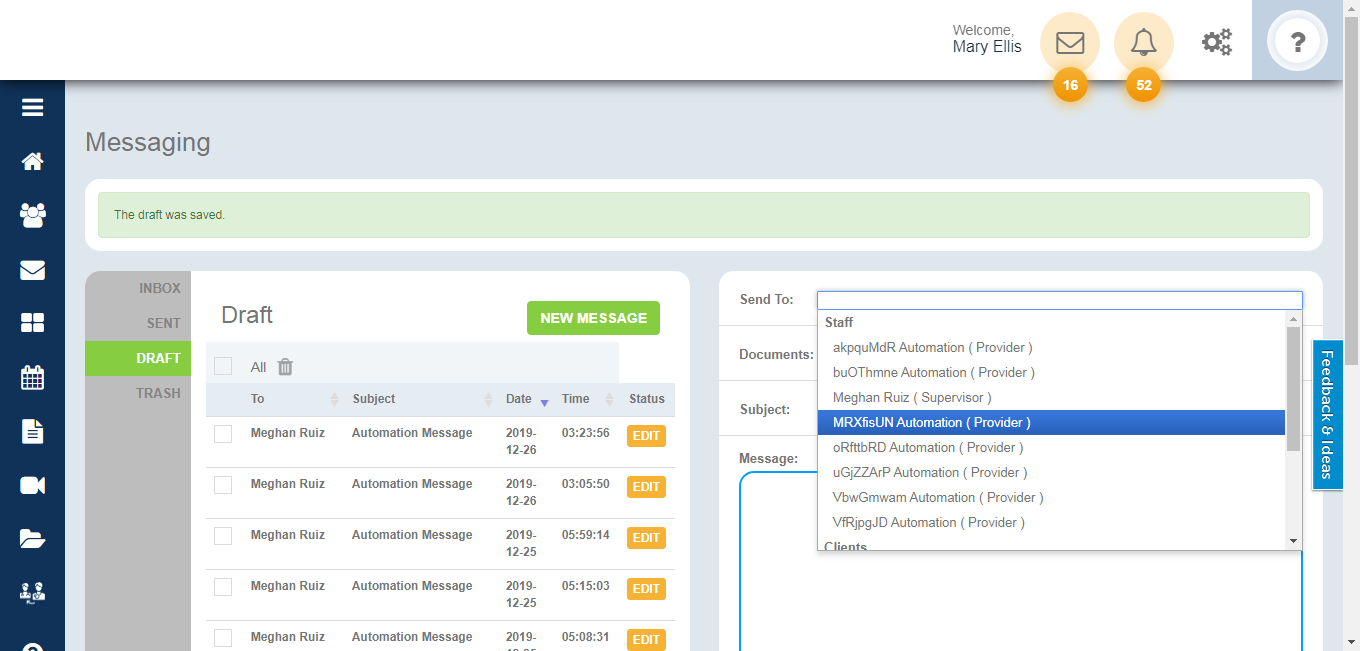 Welcome,
Mary Ellis
?
16
52
Messaging
The draft was saved.
INBOX
SENT
DRAFT
TRASH
Draft
NEW MESSAGE
All
To
Subject
Date
Time
Status
Meghan Ruiz
Automation Message
2019-
12-26
03:23:56
EDIT
Meghan Ruiz
Automation Message
2019-
12-26
03:05:50
EDIT
Meghan Ruiz
Automation Message
2019-
12-25
05:59:14
EDIT
Meghan Ruiz
Automation Message
2019-
12-25
05:15:03
EDIT
Meghan Ruiz
Automation Message
2019-
12-25
05:08:31
EDIT
Send To:
Documents:
Subject:
Message:
Staff
akpquMdR Automation ( Provider )
buOThmne Automation ( Provider )
Meghan Ruiz ( Supervisor )
MRXfisUN Automation ( Provider )
oRfttbRD Automation ( Provider )
uGjZZArP Automation ( Provider )
VbwGmwam Automation ( Provider )
VfRjpgJD Automation ( Provider )
Clients
Feedback & Ideas